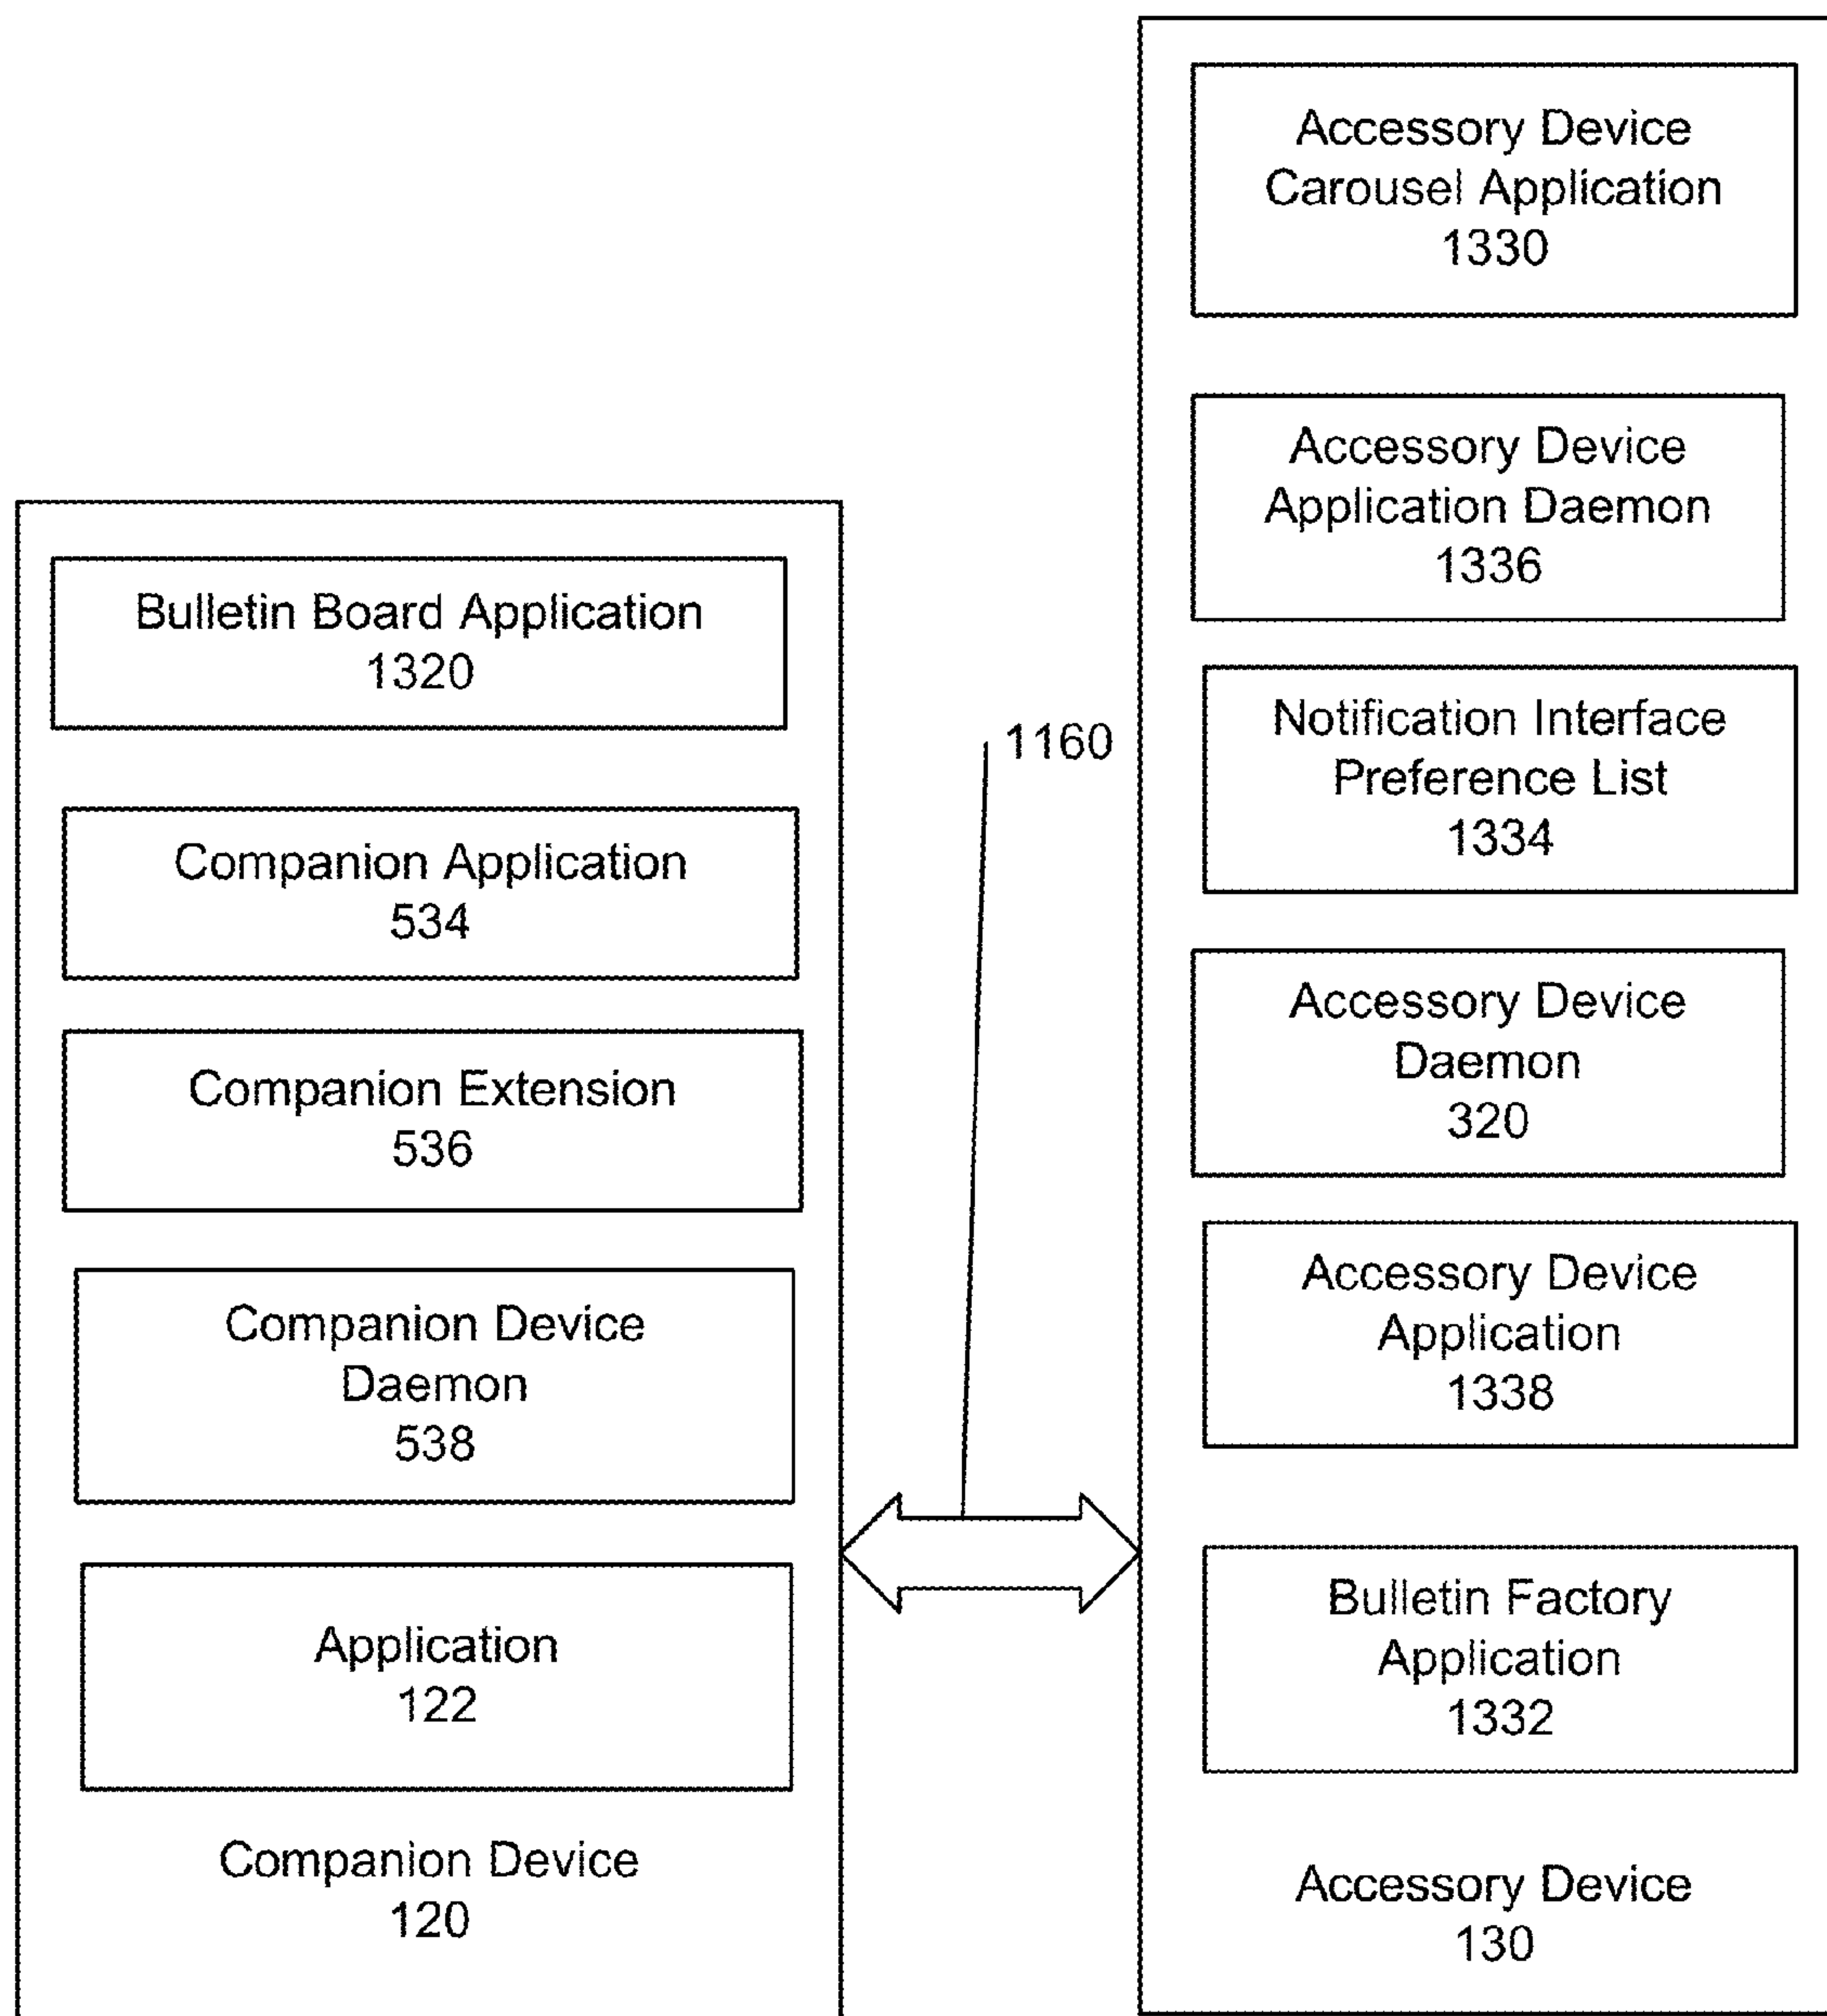 Bulletin Board Application
1320
Companion Application
534
Companion Extension
536
Companion Device
Daemon
538
Application
122
Companion Device
120
1160
Accessory Device
Carousel Application
1330
Accessory Device
Application Daemon
1336
Notification Interface
Preference List
1334
Accessory Device
Daemon
320
Accessory Device
Application
1338
Bulletin Factory
Application
1332
Accessory Device
130